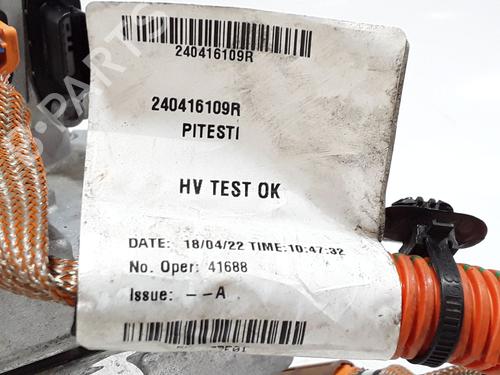 240416109R
240416109R
PITESTI
HV TEST OK
DATE: 18/04/22 TIME:10:47:32
No. Oper: 41688
Issue: --A